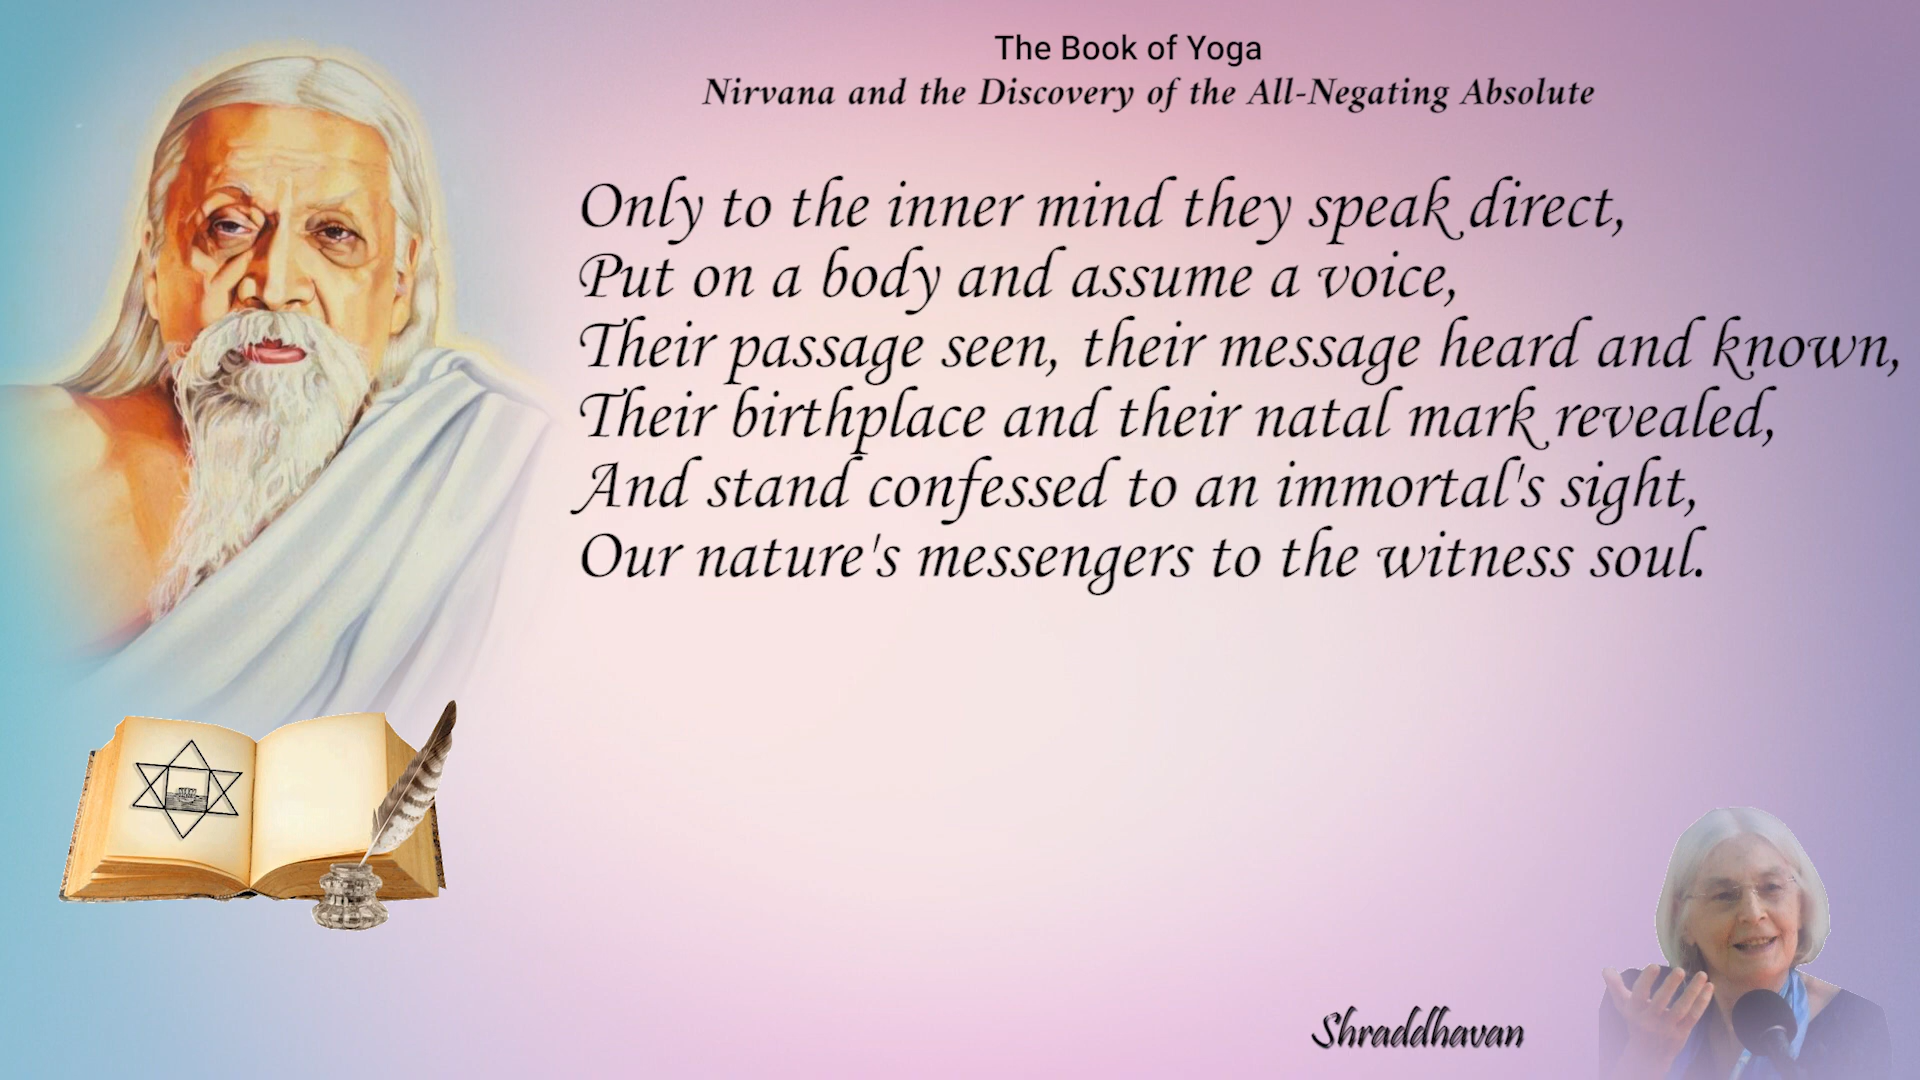 The Book of Yoga
Nirvana and the Discovery of the All-Negating Absolute
Only to the inner mind they speak direct,
Put on a body and assume a voice,
Their passage seen, their message heard and known,
Their birthplace and their natal mark revealed,
And stand confessed to an immortal's sight,
Our nature's messengers to the witness soul.
Shraddhavan